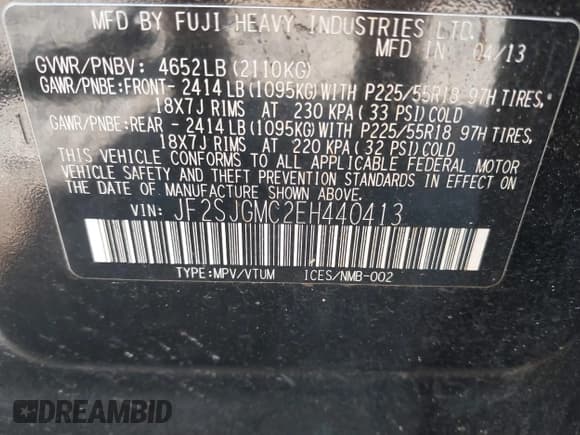 MFD BY FUJI HEAVY INDUSTRIES LTD.
MFD IN 04/13
GVWR/PNBV: 4652LB(2110KG)
GAWR/PNBE:FRONT- 2414LB(1095KG)WITH P225/55R18 97H TIRES,
18X7J RIMS AT 230 KPA(33 PSI)COLD
GAWR/PNBE:REAR - 2414LB(1095KG)WITH P225/55R18 97H TIRES,
18X7J RIMS AT 220 KPA(32 PSI)COLD
THIS VEHICLE CONFORMS TO ALL APPLICABLE FEDERAL MOTOR
VEHICLE SAFETY AND THEFT PREVENTION STANDARDS IN EFFECT ON
THE DATE OF MANUFACTURE SHOWN ABOVE.
VIN: JF2SJGMC2EH440413
TYPE:MPV/VTUM ICES/NMB-002
DREAMBID